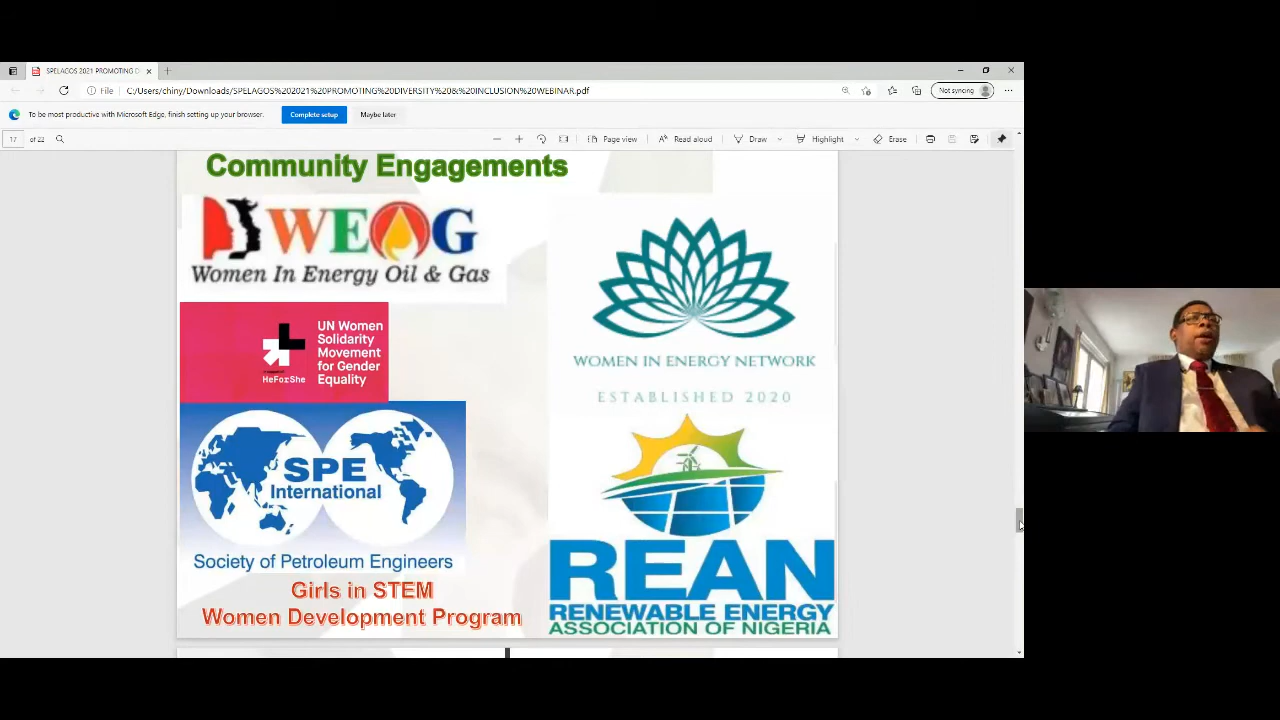 SPELAGOS 2021 PROMOTING D
File
C:/Users/chiny/Downloads/SPELAGOS%20%202021%20PROMOTING%20DIVERSITY%20&%20INCLUSION%20WEBINAR.pdf
Not syncing
To be most productive with Microsoft Edge, finish setting up your browser.
Complete setup
Maybe later
17 of 22
Page view
Read aloud
Draw
Highlight
Erase
Community Engagements
WEOG
Women In Energy Oil & Gas
UN Women
Solidarity
Movement
for Gender
Equality
HeForShe
SPE
International
Society of Petroleum Engineers
Girls in STEM
Women Development Program
WOMEN IN ENERGY NETWORK
ESTABLISHED 2020
REAN
RENEWABLE ENERGY
ASSOCIATION OF NIGERIA